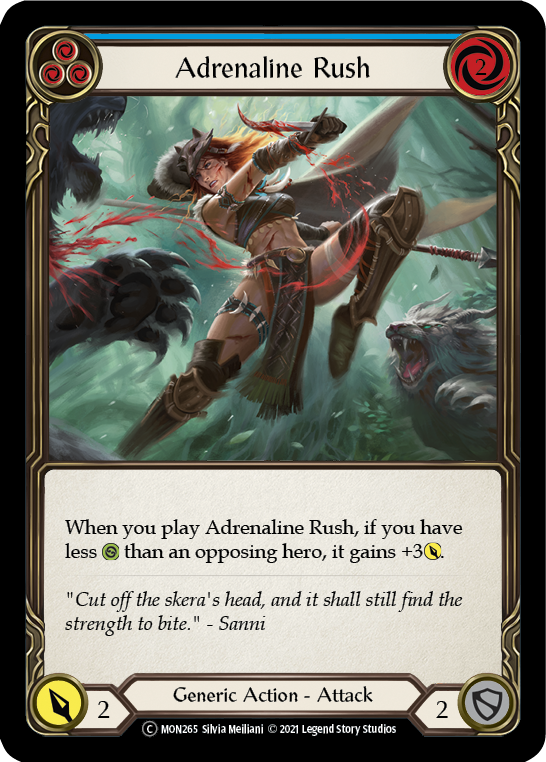 Adrenaline Rush
2
When you play Adrenaline Rush, if you have
less than an opposing hero, it gains +3.
"Cut off the skera's head, and it shall still find the
strength to bite." - Sanni
2
Generic Action - Attack
2
C MON265 Silvia Meiliani © 2021 Legend Story Studios